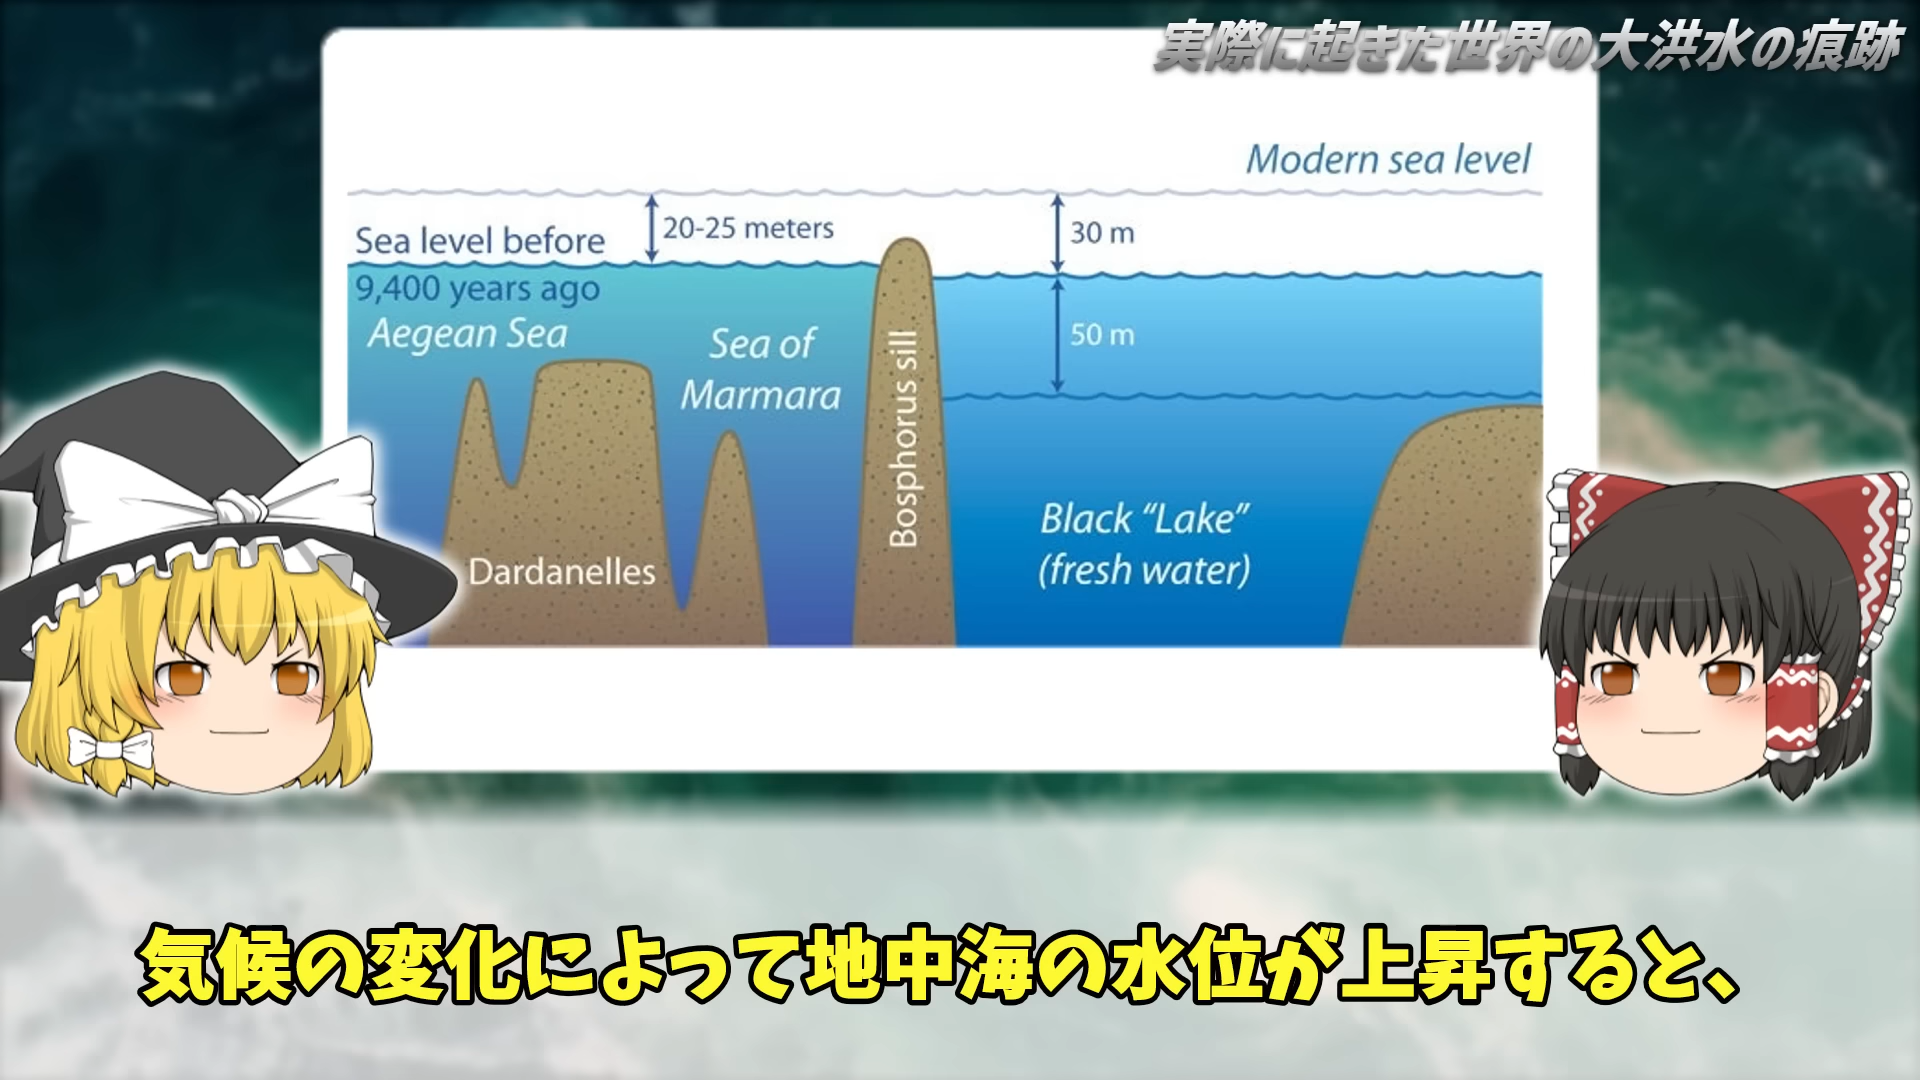 実際に起きた世界の大洪水の痕跡
Modern sea level
20-25 meters
30 m
Sea level before
9,400 years ago
Aegean Sea
Sea of
Marmara
50 m
Bosphorus sill
Dardanelles
Black “Lake”
(fresh water)
気候の変化によって地中海の水位が上昇すると、